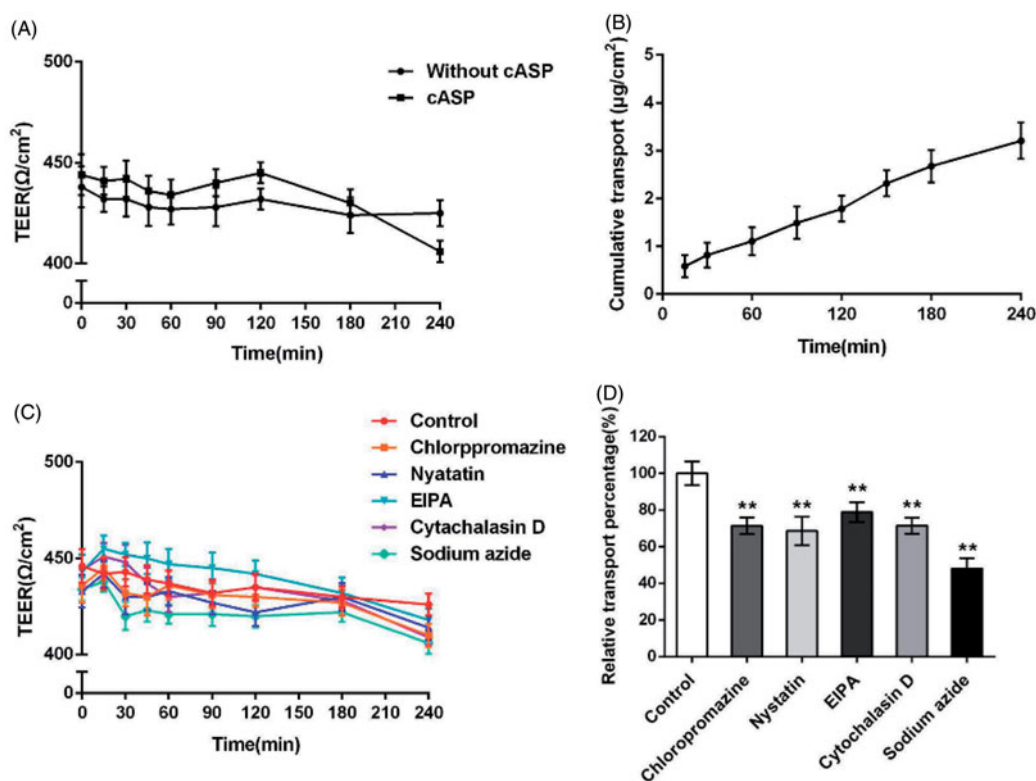 (A)
500
450
400
0
TEER(Ω/cm²)
0 30 60 90 120 150 180 210 240
Time(min)
Without cASP
cASP
(B)
5
4
3
2
1
0
Cumulative transport (μg/cm²)
60 120 180 240
Time(min)
(C)
500
450
400
0
TEER(Ω/cm²)
0 30 60 90 120 150 180 210 240
Time(min)
Control
Chlorppromazine
Nyatatin
EIPA
Cytachalasin D
Sodium azide
(D)
120
100
80
60
40
20
0
Relative transport percentage(%)
** ** ** ** **
Control
Chloropromazine
Nystatin
EIPA
Cytochalasin D
Sodium azide